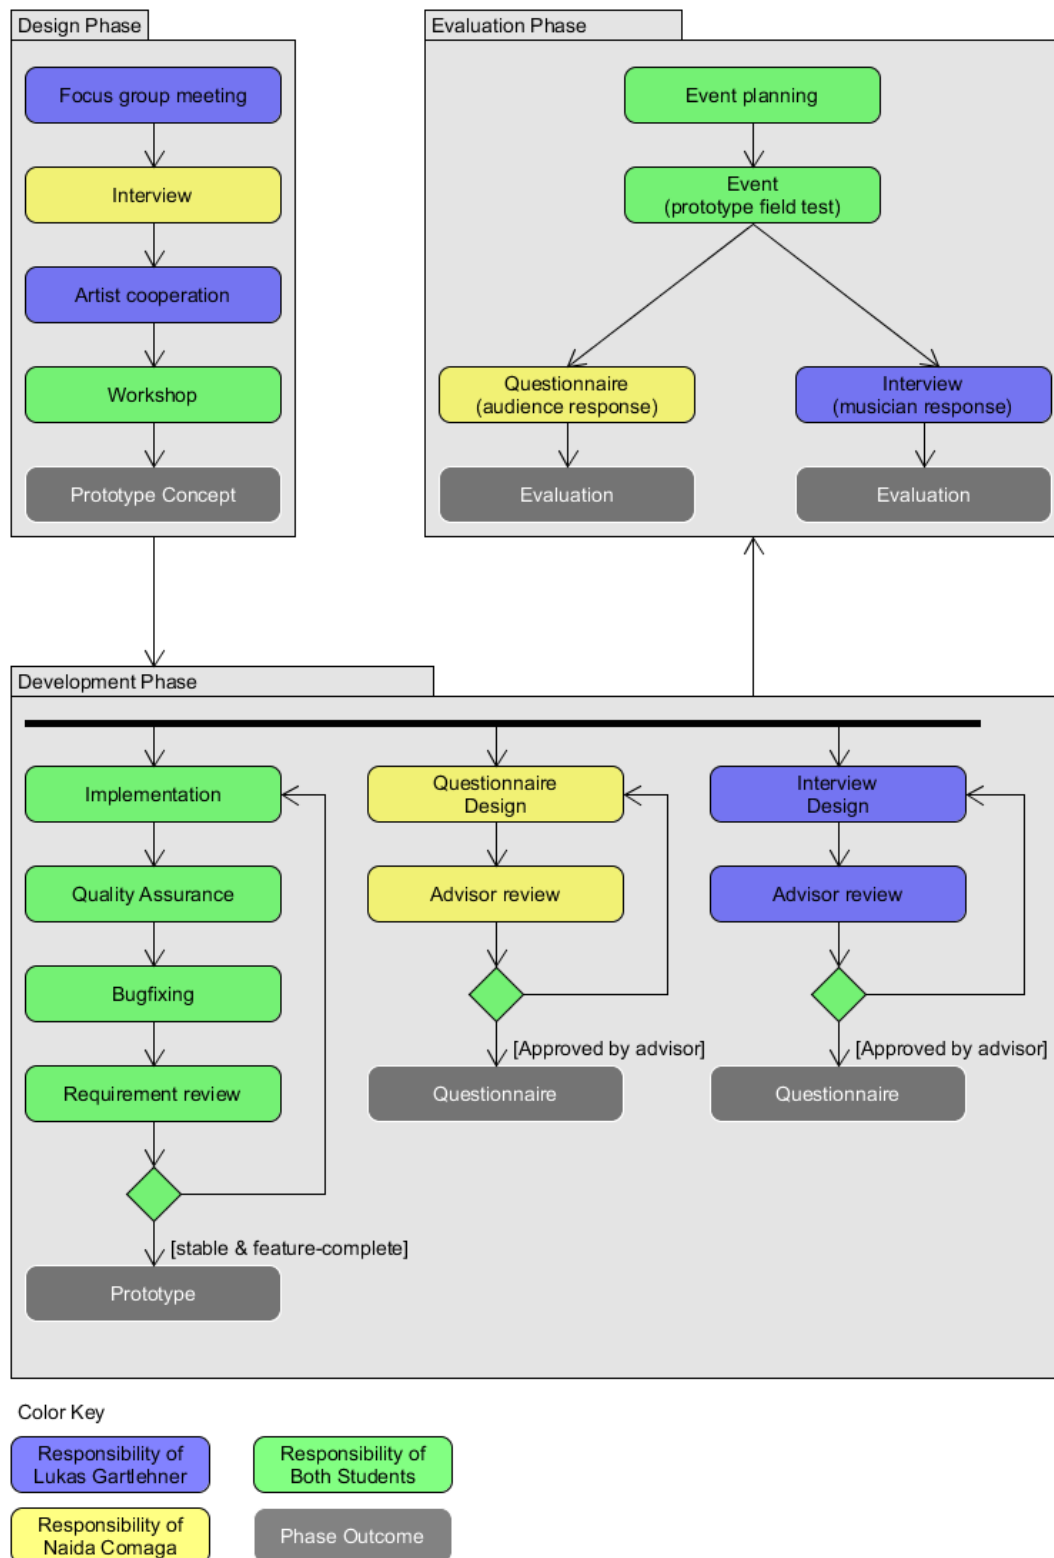 Design Phase
Focus group meeting
Interview
Artist cooperation
Workshop
Prototype Concept
Evaluation Phase
Event planning
Event
(prototype field test)
Questionnaire
(audience response)
Interview
(musician response)
Evaluation
Evaluation
Development Phase
Implementation
Quality Assurance
Bugfixing
Requirement review
[stable & feature-complete]
Prototype
Questionnaire
Design
Advisor review
[Approved by advisor]
Questionnaire
Interview
Design
Advisor review
[Approved by advisor]
Questionnaire
Color Key
Responsibility of
Lukas Gartlehner
Responsibility of
Both Students
Responsibility of
Naida Comaga
Phase Outcome